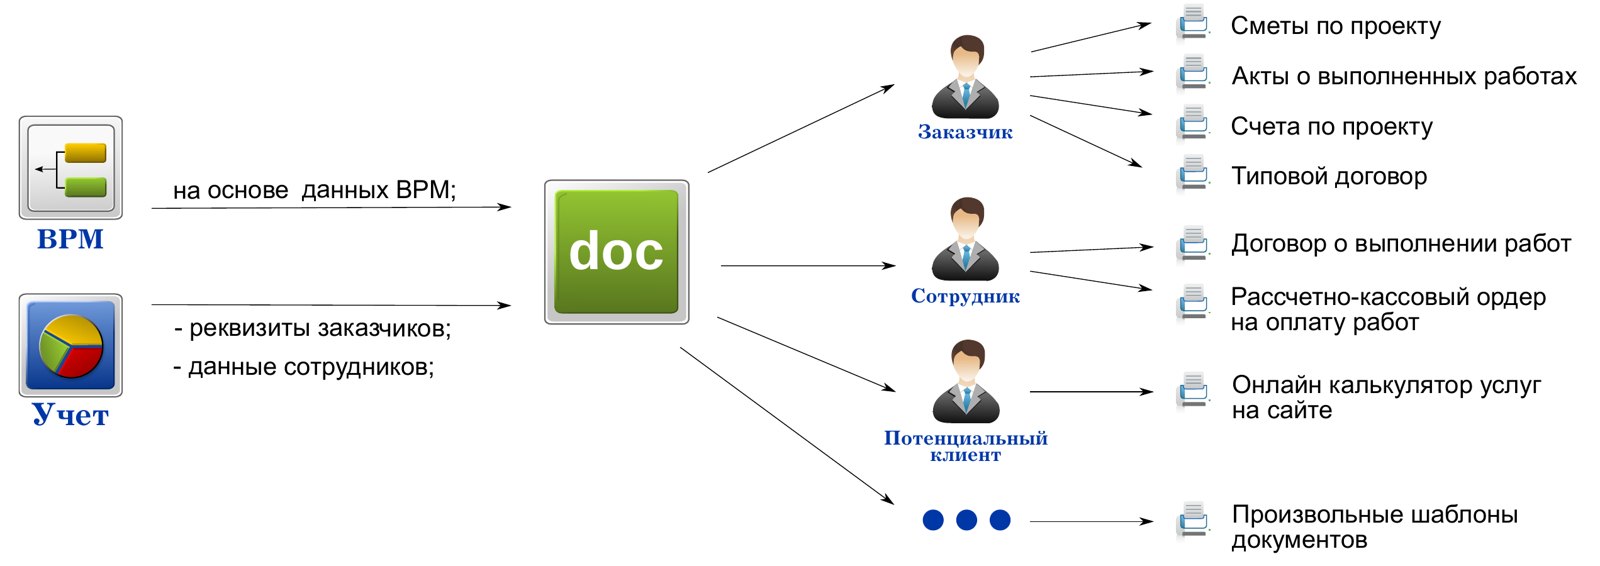 Сметы по проекту
Акты о выполненных работах
Заказчик
Счета по проекту
Типовой договор
на основе  данных BPM;
BPM
doc
Договор о выполнении работ
Сотрудник
Рассчетно-кассовый ордер
на оплату работ
- реквизиты заказчиков;
- данные сотрудников;
Учет
Онлайн калькулятор услуг
на сайте
Потенциальный
клиент
Произвольные шаблоны
документов